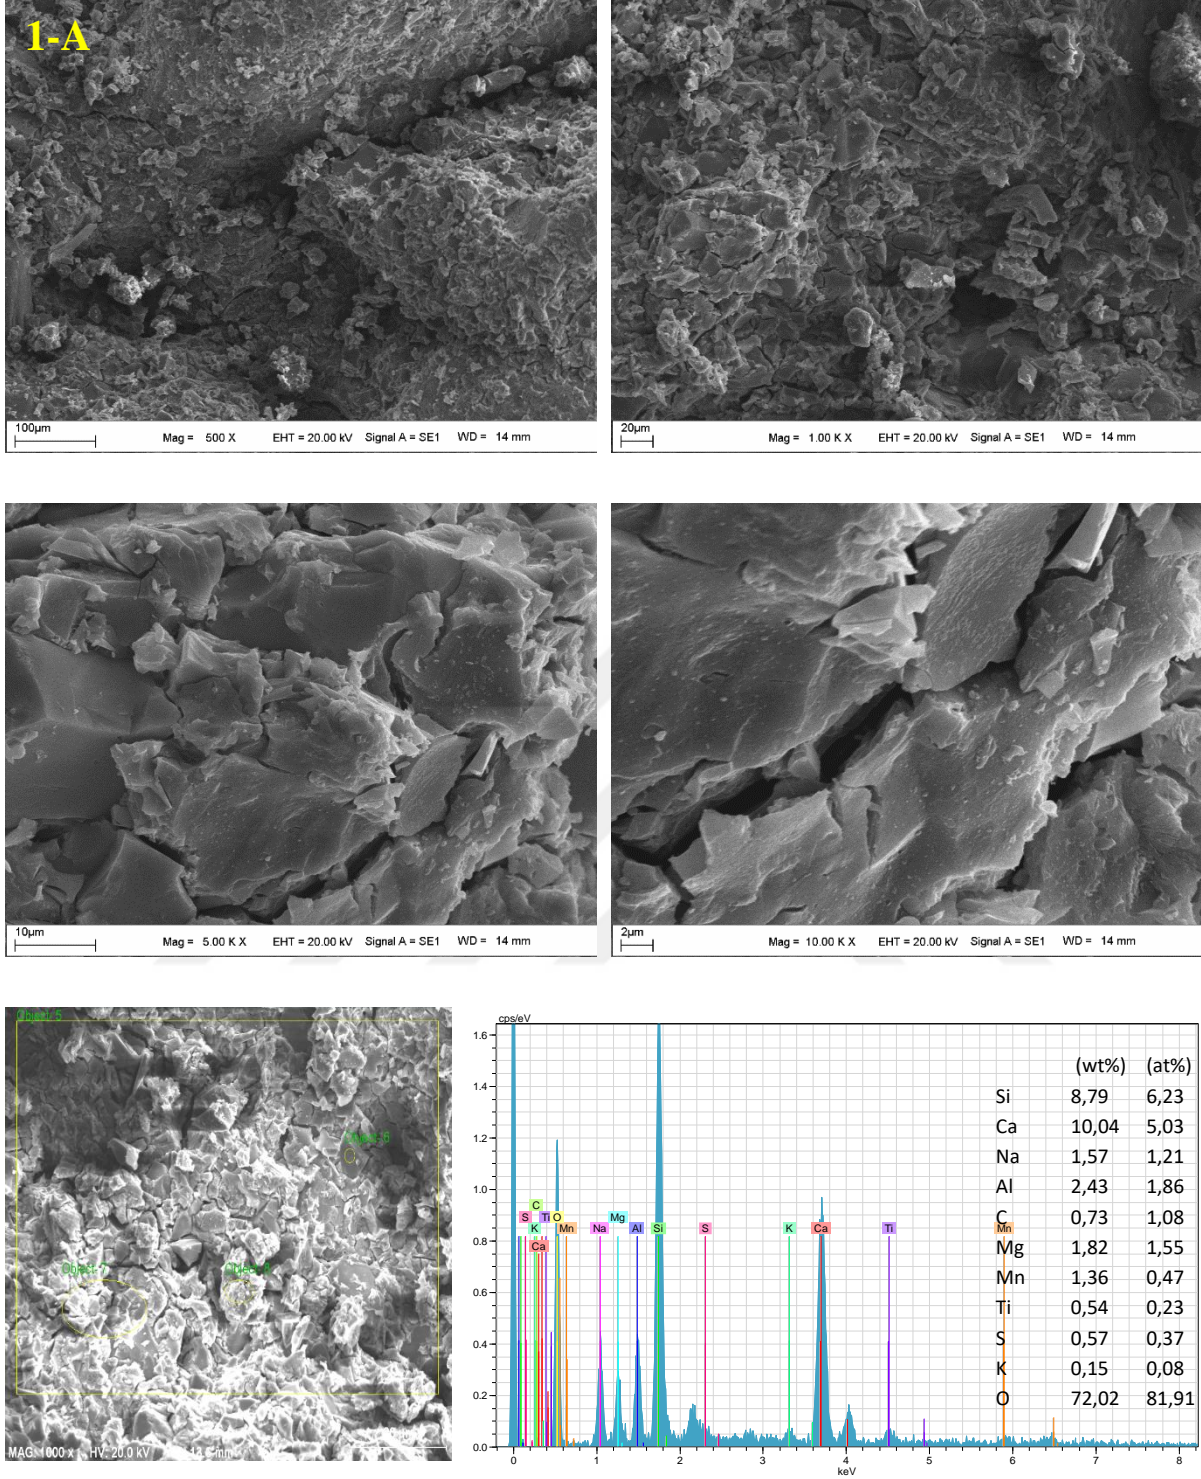 1-A
100µm
Mag = 500 X EHT = 20.00 kV Signal A = SE1 WD = 14 mm
20µm
Mag = 1.00 K X EHT = 20.00 kV Signal A = SE1 WD = 14 mm
10µm
Mag = 5.00 K X EHT = 20.00 kV Signal A = SE1 WD = 14 mm
2µm
Mag = 10.00 K X EHT = 20.00 kV Signal A = SE1 WD = 14 mm
Object 5
Object 6
Object 7
Object 8
MAG: 1000 x HV: 20.0 kV
cps/eV
1.6
1.4
1.2
1.0
0.8
0.6
0.4
0.2
0.0
C
S Ti O
K Mn Na Mg Al Si S K Ca Ti Mn
Ca
0 1 2 3 4 5 6 7 8
keV
(wt%) (at%)
Si 8,79 6,23
Ca 10,04 5,03
Na 1,57 1,21
Al 2,43 1,86
C 0,73 1,08
Mg 1,82 1,55
Mn 1,36 0,47
Ti 0,54 0,23
S 0,57 0,37
K 0,15 0,08
O 72,02 81,91